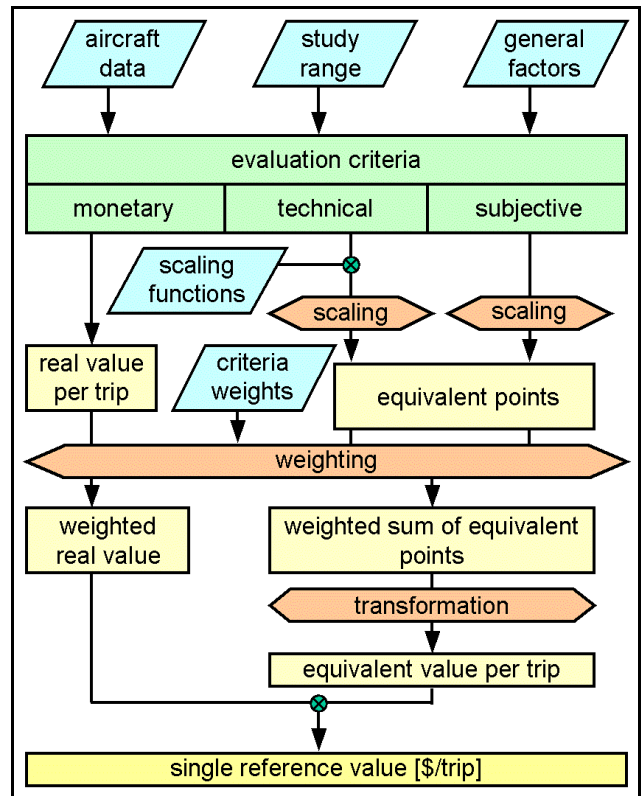 aircraft
data
study
range
general
factors
evaluation criteria
monetary
technical
subjective
scaling
functions
scaling
scaling
real value
per trip
criteria
weights
equivalent points
weighting
weighted
real value
weighted sum of equivalent
points
transformation
equivalent value per trip
single reference value [$/trip]